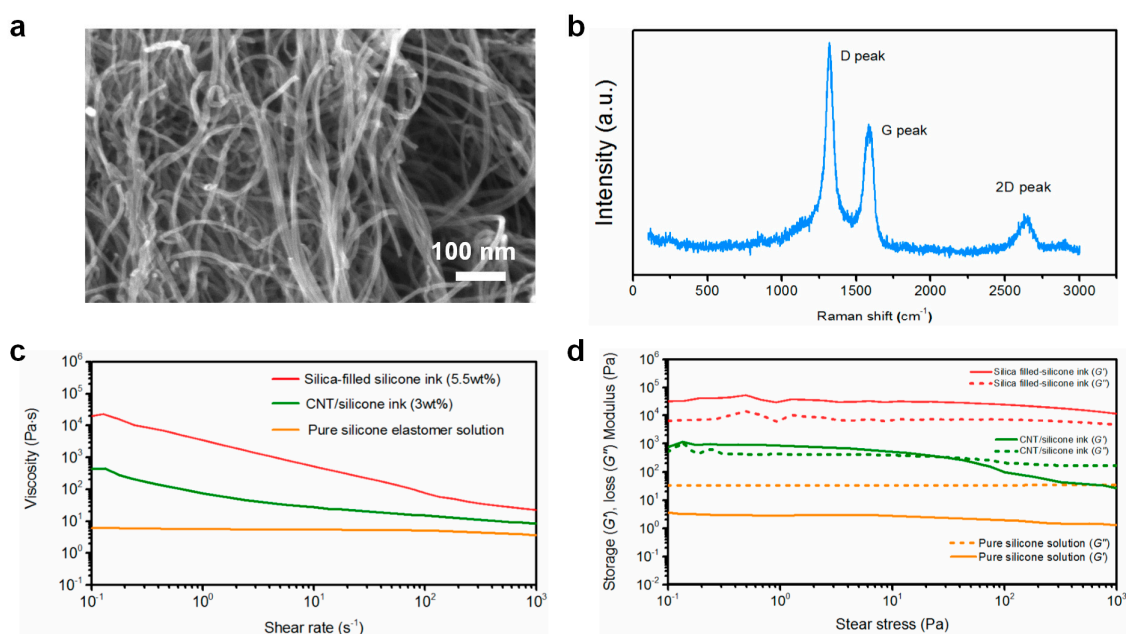 a
100 nm
b
Intensity (a.u.)
D peak
G peak
2D peak
0 500 1000 1500 2000 2500 3000
Raman shift (cm⁻¹)
c
Viscosity (Pa·s)
10⁶
10⁵
10⁴
10³
10²
10¹
10⁰
10⁻¹
Silica-filled silicone ink (5.5wt%)
CNT/silicone ink (3wt%)
Pure silicone elastomer solution
10⁻¹ 10⁰ 10¹ 10² 10³
Shear rate (s⁻¹)
d
Storage (G'), loss (G'') Modulus (Pa)
10⁶
10⁵
10⁴
10³
10²
10¹
10⁰
10⁻¹
10⁻²
Silica filled-silicone ink (G')
Silica filled-silicone ink (G'')
CNT/silicone ink (G')
CNT/silicone ink (G'')
Pure silicone solution (G'')
Pure silicone solution (G')
10⁻¹ 10⁰ 10¹ 10² 10³
Stear stress (Pa)